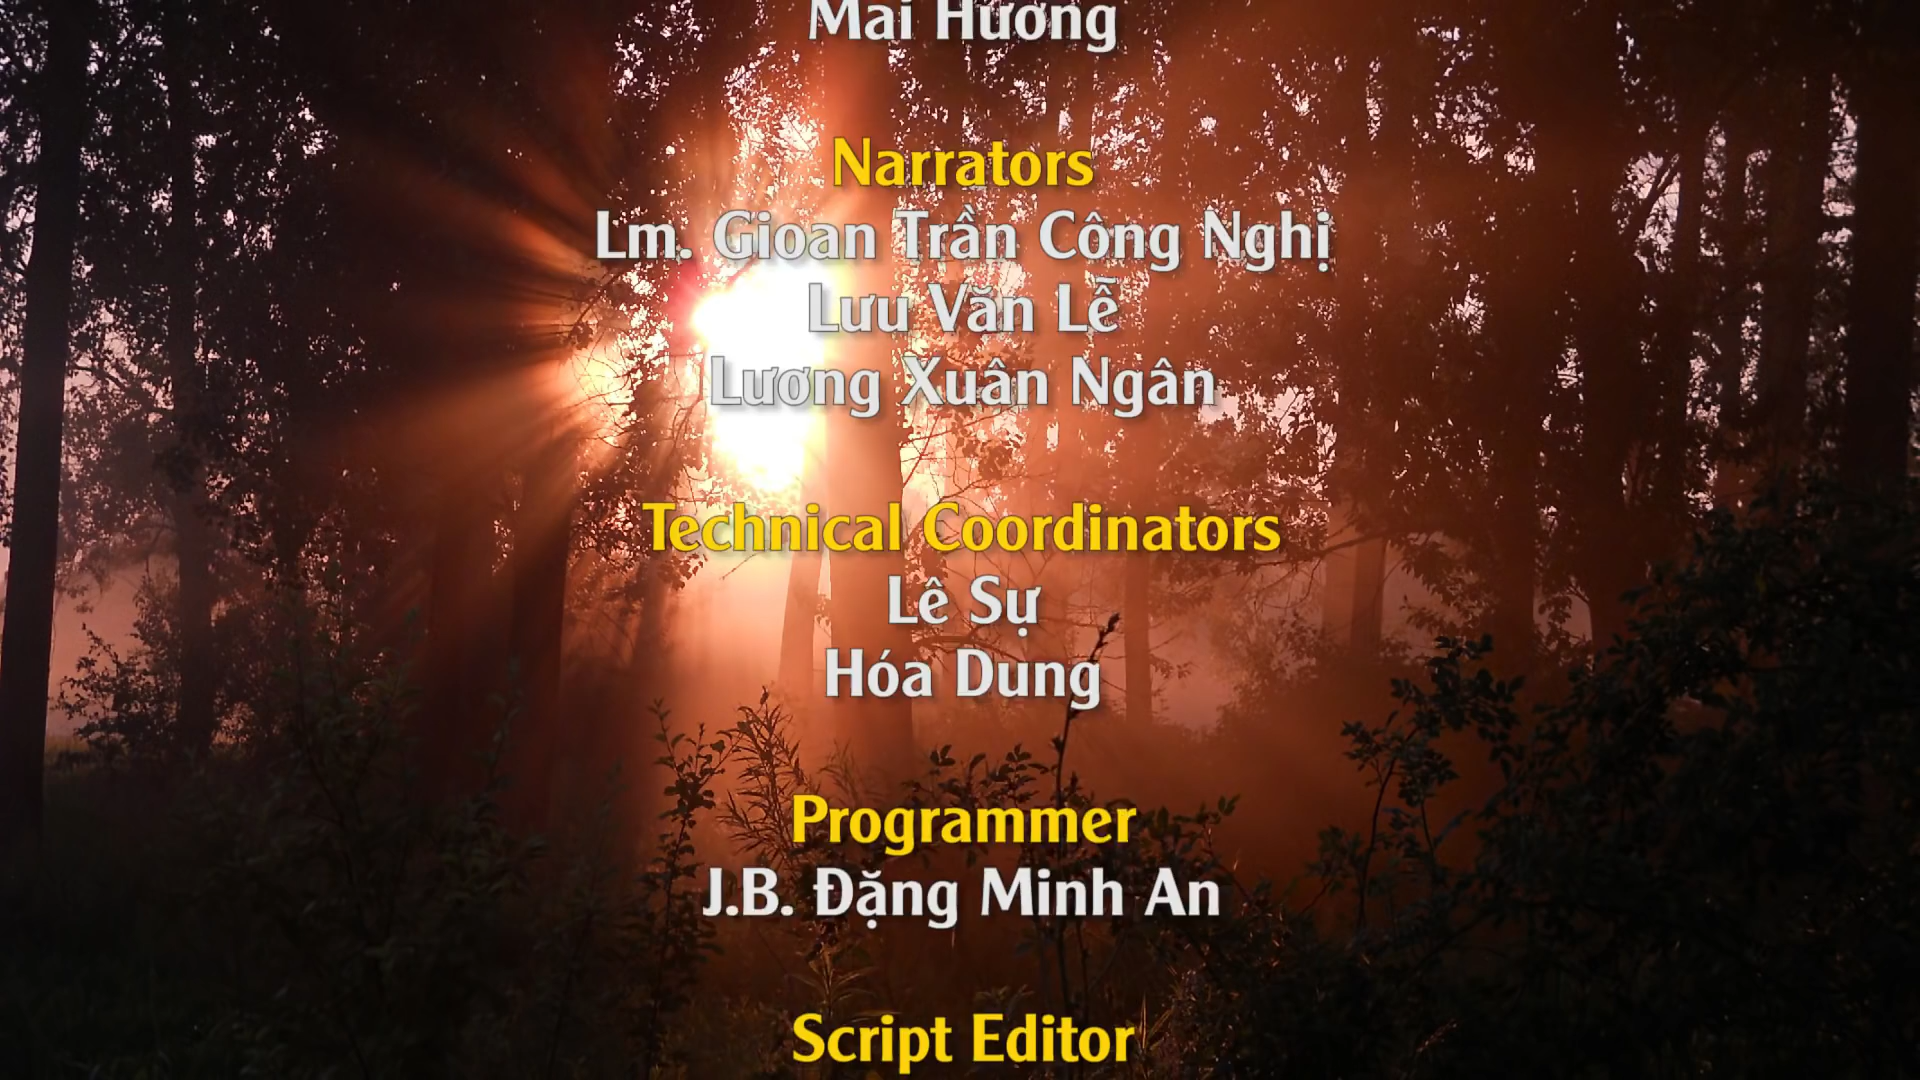 Mai Hương
Narrators
Lm. Gioan Trần Công Nghị
Lưu Văn Lễ
Lương Xuân Ngân
Technical Coordinators
Lê Sự
Hóa Dung
Programmer
J.B. Đặng Minh An
Script Editor